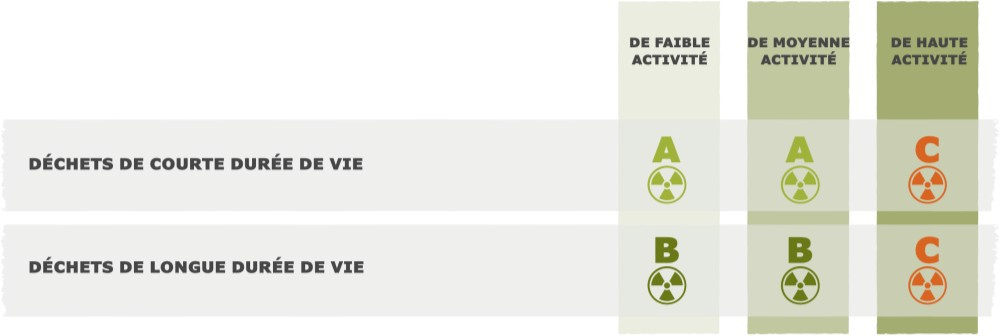 DE FAIBLE
ACTIVITÉ
DE MOYENNE
ACTIVITÉ
DE HAUTE
ACTIVITÉ
DÉCHETS DE COURTE DURÉE DE VIE
A
A
C
DÉCHETS DE LONGUE DURÉE DE VIE
B
B
C